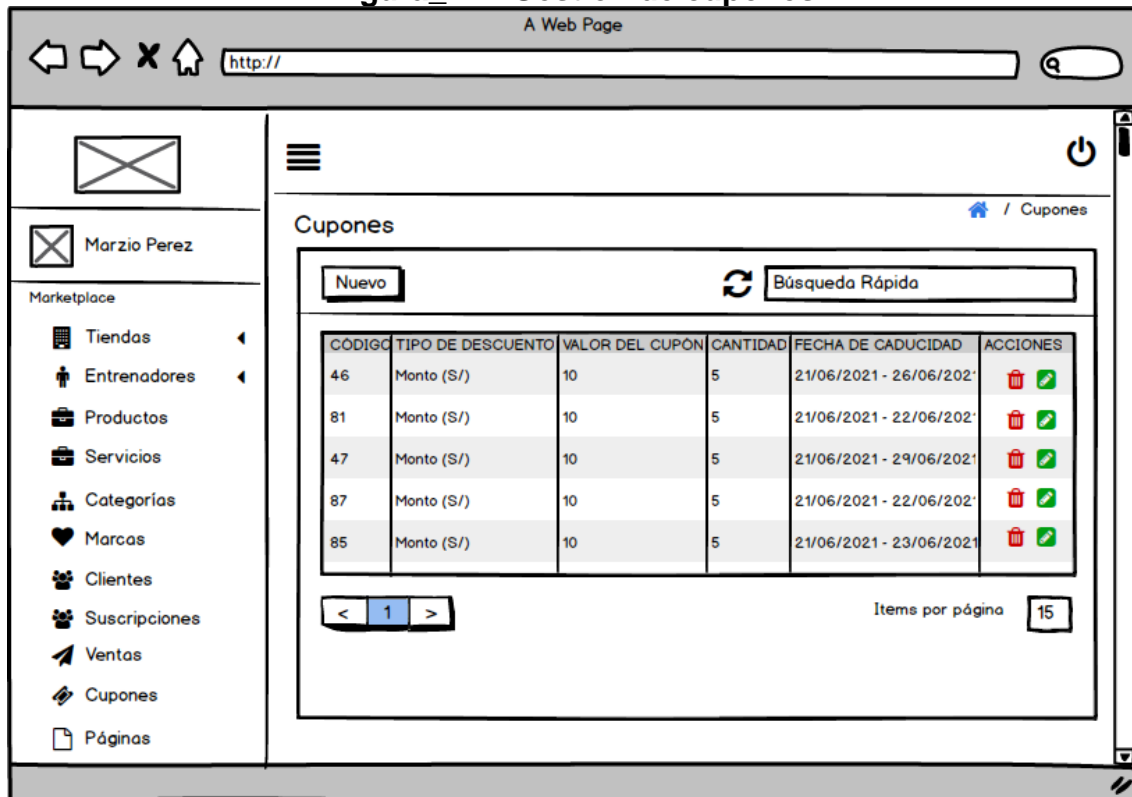 A Web Page
http://
Marzio Perez
Marketplace
Tiendas
Entrenadores
Productos
Servicios
Categorías
Marcas
Clientes
Suscripciones
Ventas
Cupones
Páginas
/ Cupones
Cupones
Nuevo
Búsqueda Rápida
CÓDIGO TIPO DE DESCUENTO VALOR DEL CUPÓN CANTIDAD FECHA DE CADUCIDAD ACCIONES
46 Monto (S/) 10 5 21/06/2021 - 26/06/202
81 Monto (S/) 10 5 21/06/2021 - 22/06/202
47 Monto (S/) 10 5 21/06/2021 - 29/06/2021
87 Monto (S/) 10 5 21/06/2021 - 22/06/202
85 Monto (S/) 10 5 21/06/2021 - 23/06/2021
< 1 >
Items por página 15